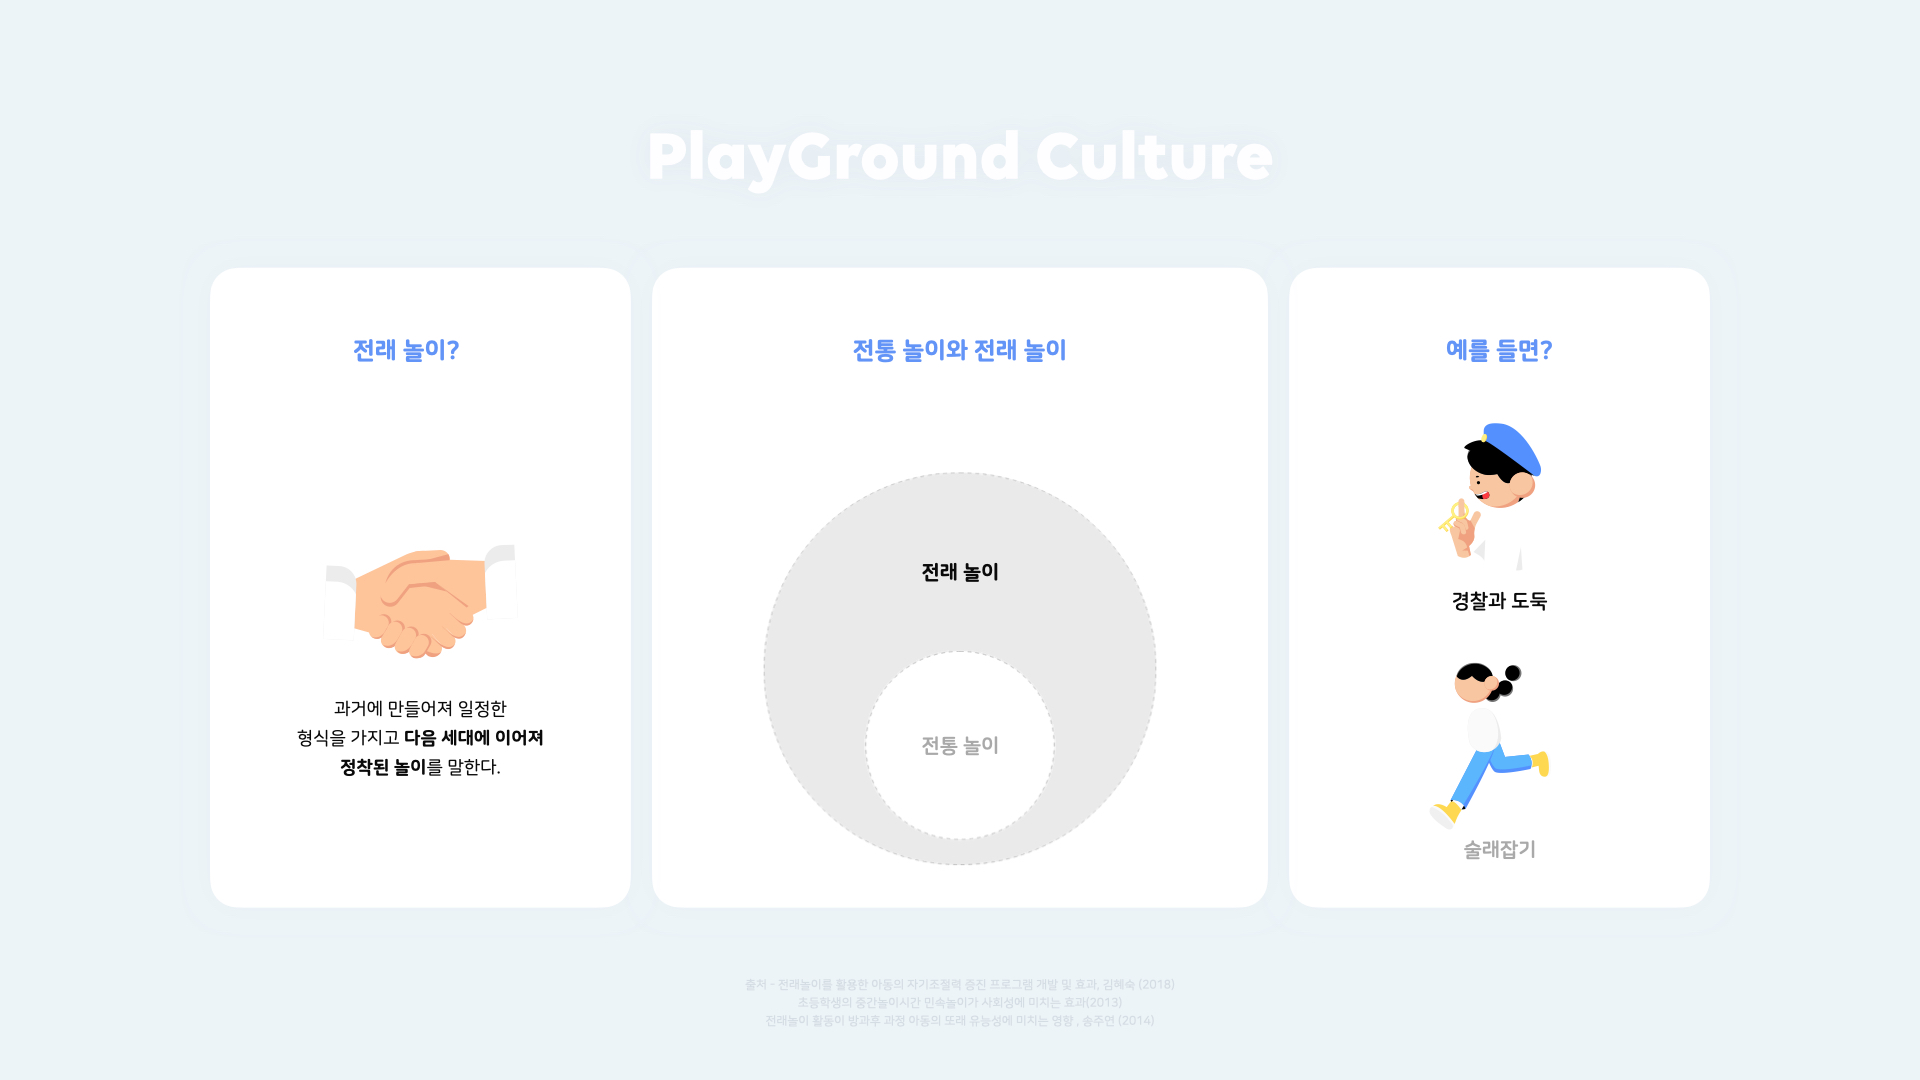 PlayGround Culture
전래 놀이?
과거에 만들어져 일정한
형식을 가지고 다음 세대에 이어져
정착된 놀이를 말한다.
전통 놀이와 전래 놀이
전래 놀이
전통 놀이
예를 들면?
경찰과 도둑
술래잡기
출처 - 전래놀이를 활용한 아동의 자기조절력 증진 프로그램 개발 및 효과, 김혜숙 (2018)
초등학생의 중간놀이시간 민속놀이가 사회성에 미치는 효과(2013)
전래놀이 활동이 방과후 과정 아동의 또래 유능성에 미치는 영향 , 송주연 (2014)